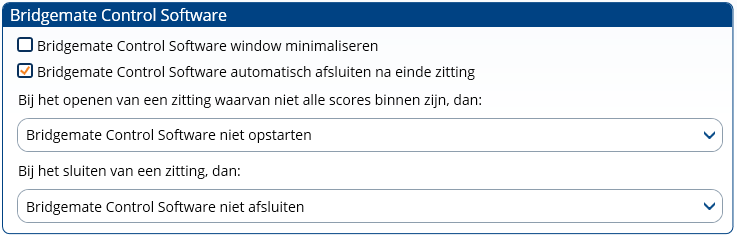 Bridgemate Control Software
Bridgemate Control Software window minimaliseren
Bridgemate Control Software automatisch afsluiten na einde zitting
Bij het openen van een zitting waarvan niet alle scores binnen zijn, dan:
Bridgemate Control Software niet opstarten
Bij het sluiten van een zitting, dan:
Bridgemate Control Software niet afsluiten